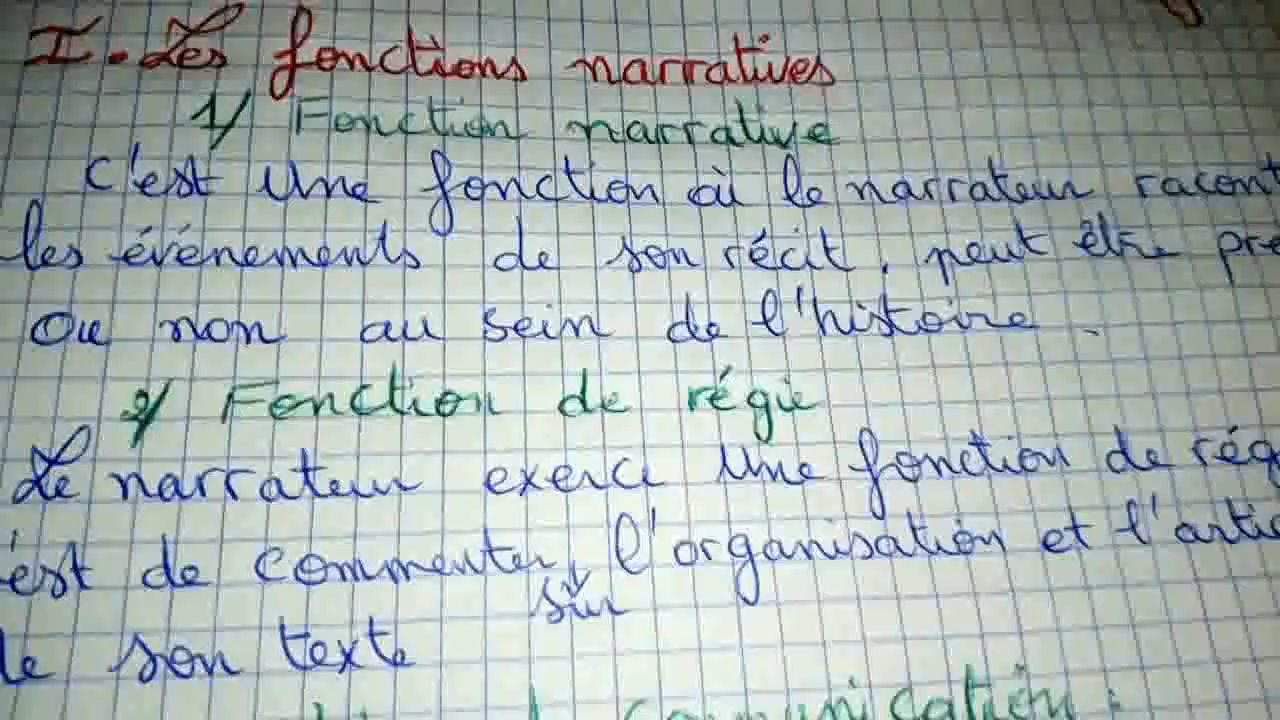 I. Les fonctions narratives
1/ Fonction narrative
C'est une fonction où le narrateur racont
les événements de son récit, peut être pré
Ou non au sein de l'histoire.
2/ Fonction de régie
Le narrateur exerce une fonction de rég
'est de commenter l'organisation et l'artic
sur
de son texte
communication: